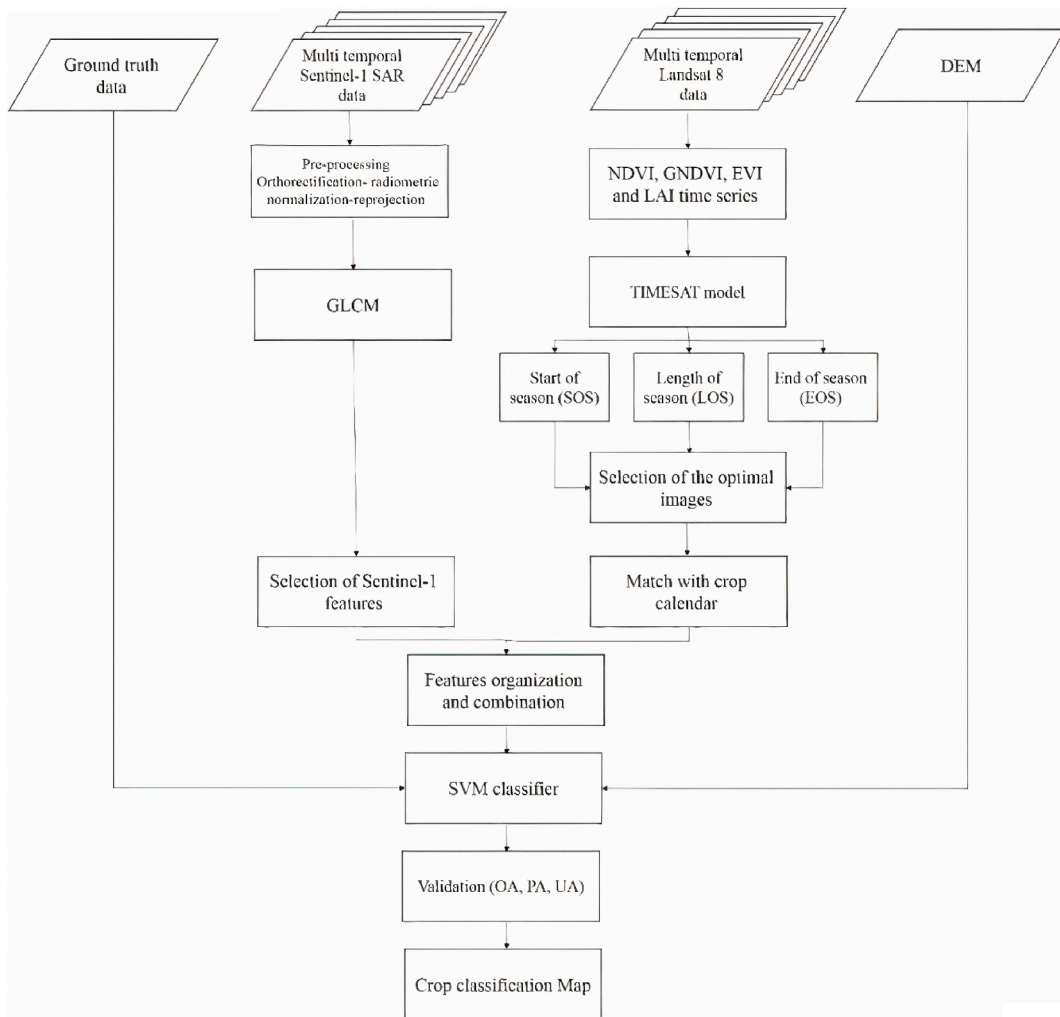 Ground truth
data
Multi temporal
Sentinel-1 SAR
data
Multi temporal
Landsat 8
data
DEM
Pre-processing
Orthorectification- radiometrie
normalization-reprojection
NDVI, GNDVI, EVI
and LAI time series
GLCM
TIMESAT model
Start of
season (SOS)
Length of
season (LOS)
End of season
(EOS)
Selection of the optimal
images
Selection of Sentinel-1
features
Match with crop
calendar
Features organization
and combination
SVM classifier
Validation (OA, PA, UA)
Crop classification Map